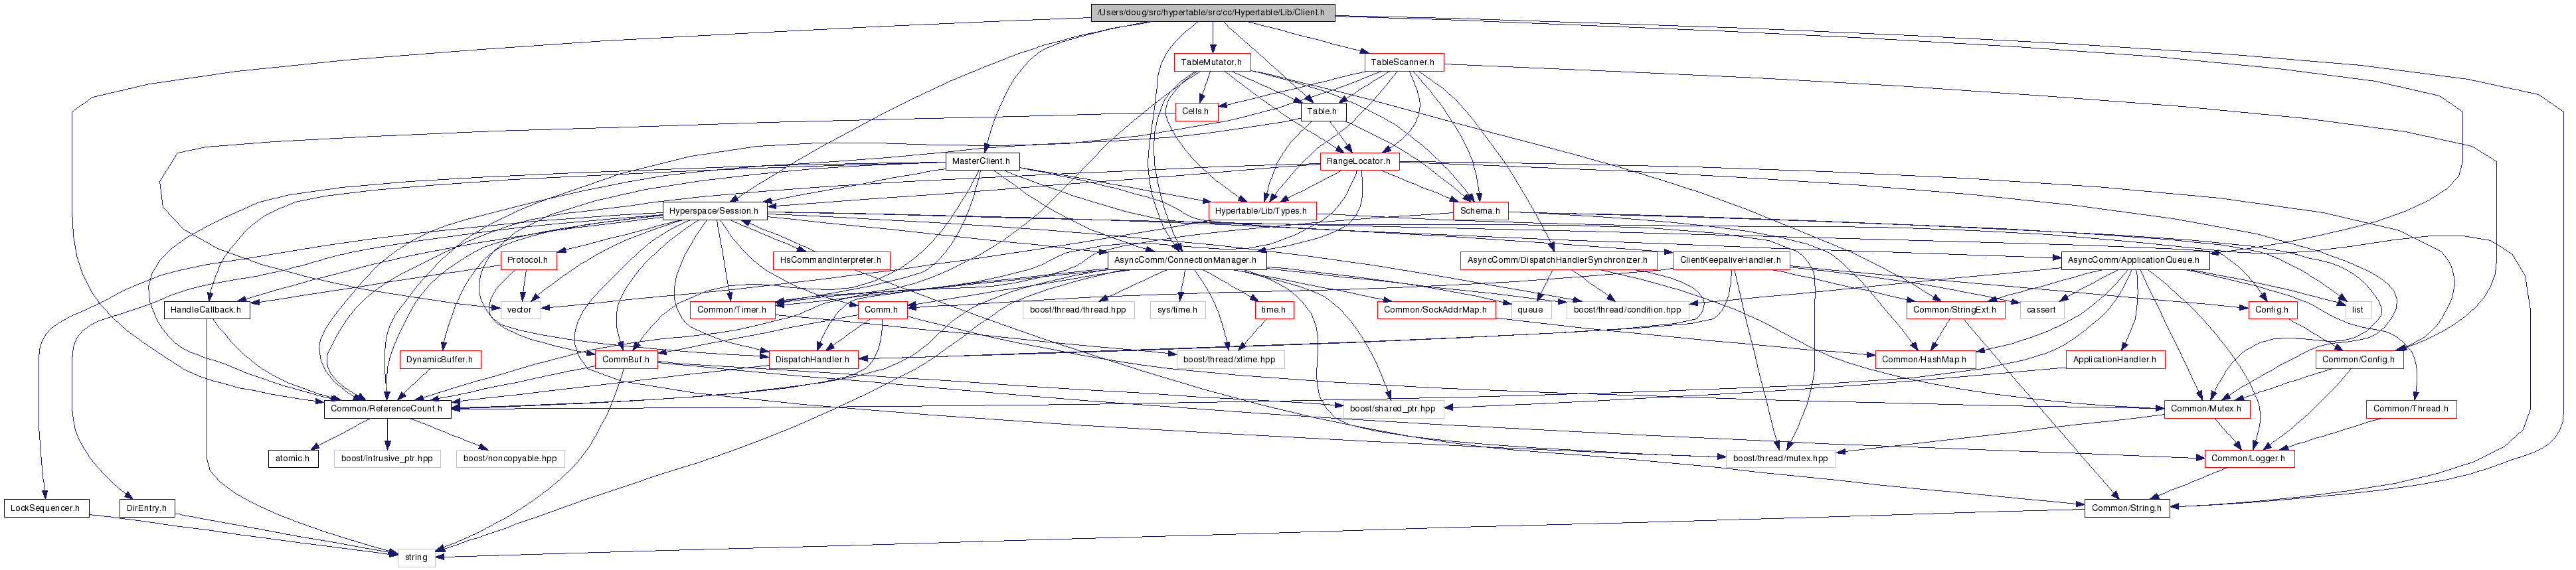 /Users/doug/src/hypertable/src/cc/Hypertable/Lib/Client.h
TableMutator.h
TableScanner.h
Cells.h
Table.h
MasterClient.h
RangeLocator.h
Hyperspace/Session.h
Hypertable/Lib/Types.h
Schema.h
Protocol.h
HsCommandInterpreter.h
AsyncComm/ConnectionManager.h
AsyncComm/DispatchHandlerSynchronizer.h
ClientKeepaliveHandler.h
AsyncComm/ApplicationQueue.h
HandleCallback.h
vector
Common/Timer.h
Comm.h
boost/thread/thread.hpp
sys/time.h
time.h
Common/SockAddrMap.h
queue
boost/thread/condition.hpp
Common/StringExt.h
cassert
Config.h
list
DynamicBuffer.h
CommBuf.h
DispatchHandler.h
boost/thread/xtime.hpp
Common/HashMap.h
ApplicationHandler.h
Common/Config.h
Common/ReferenceCount.h
boost/shared_ptr.hpp
Common/Mutex.h
Common/Thread.h
atomic.h
boost/intrusive_ptr.hpp
boost/noncopyable.hpp
boost/thread/mutex.hpp
Common/Logger.h
LockSequencer.h
DirEntry.h
Common/String.h
string